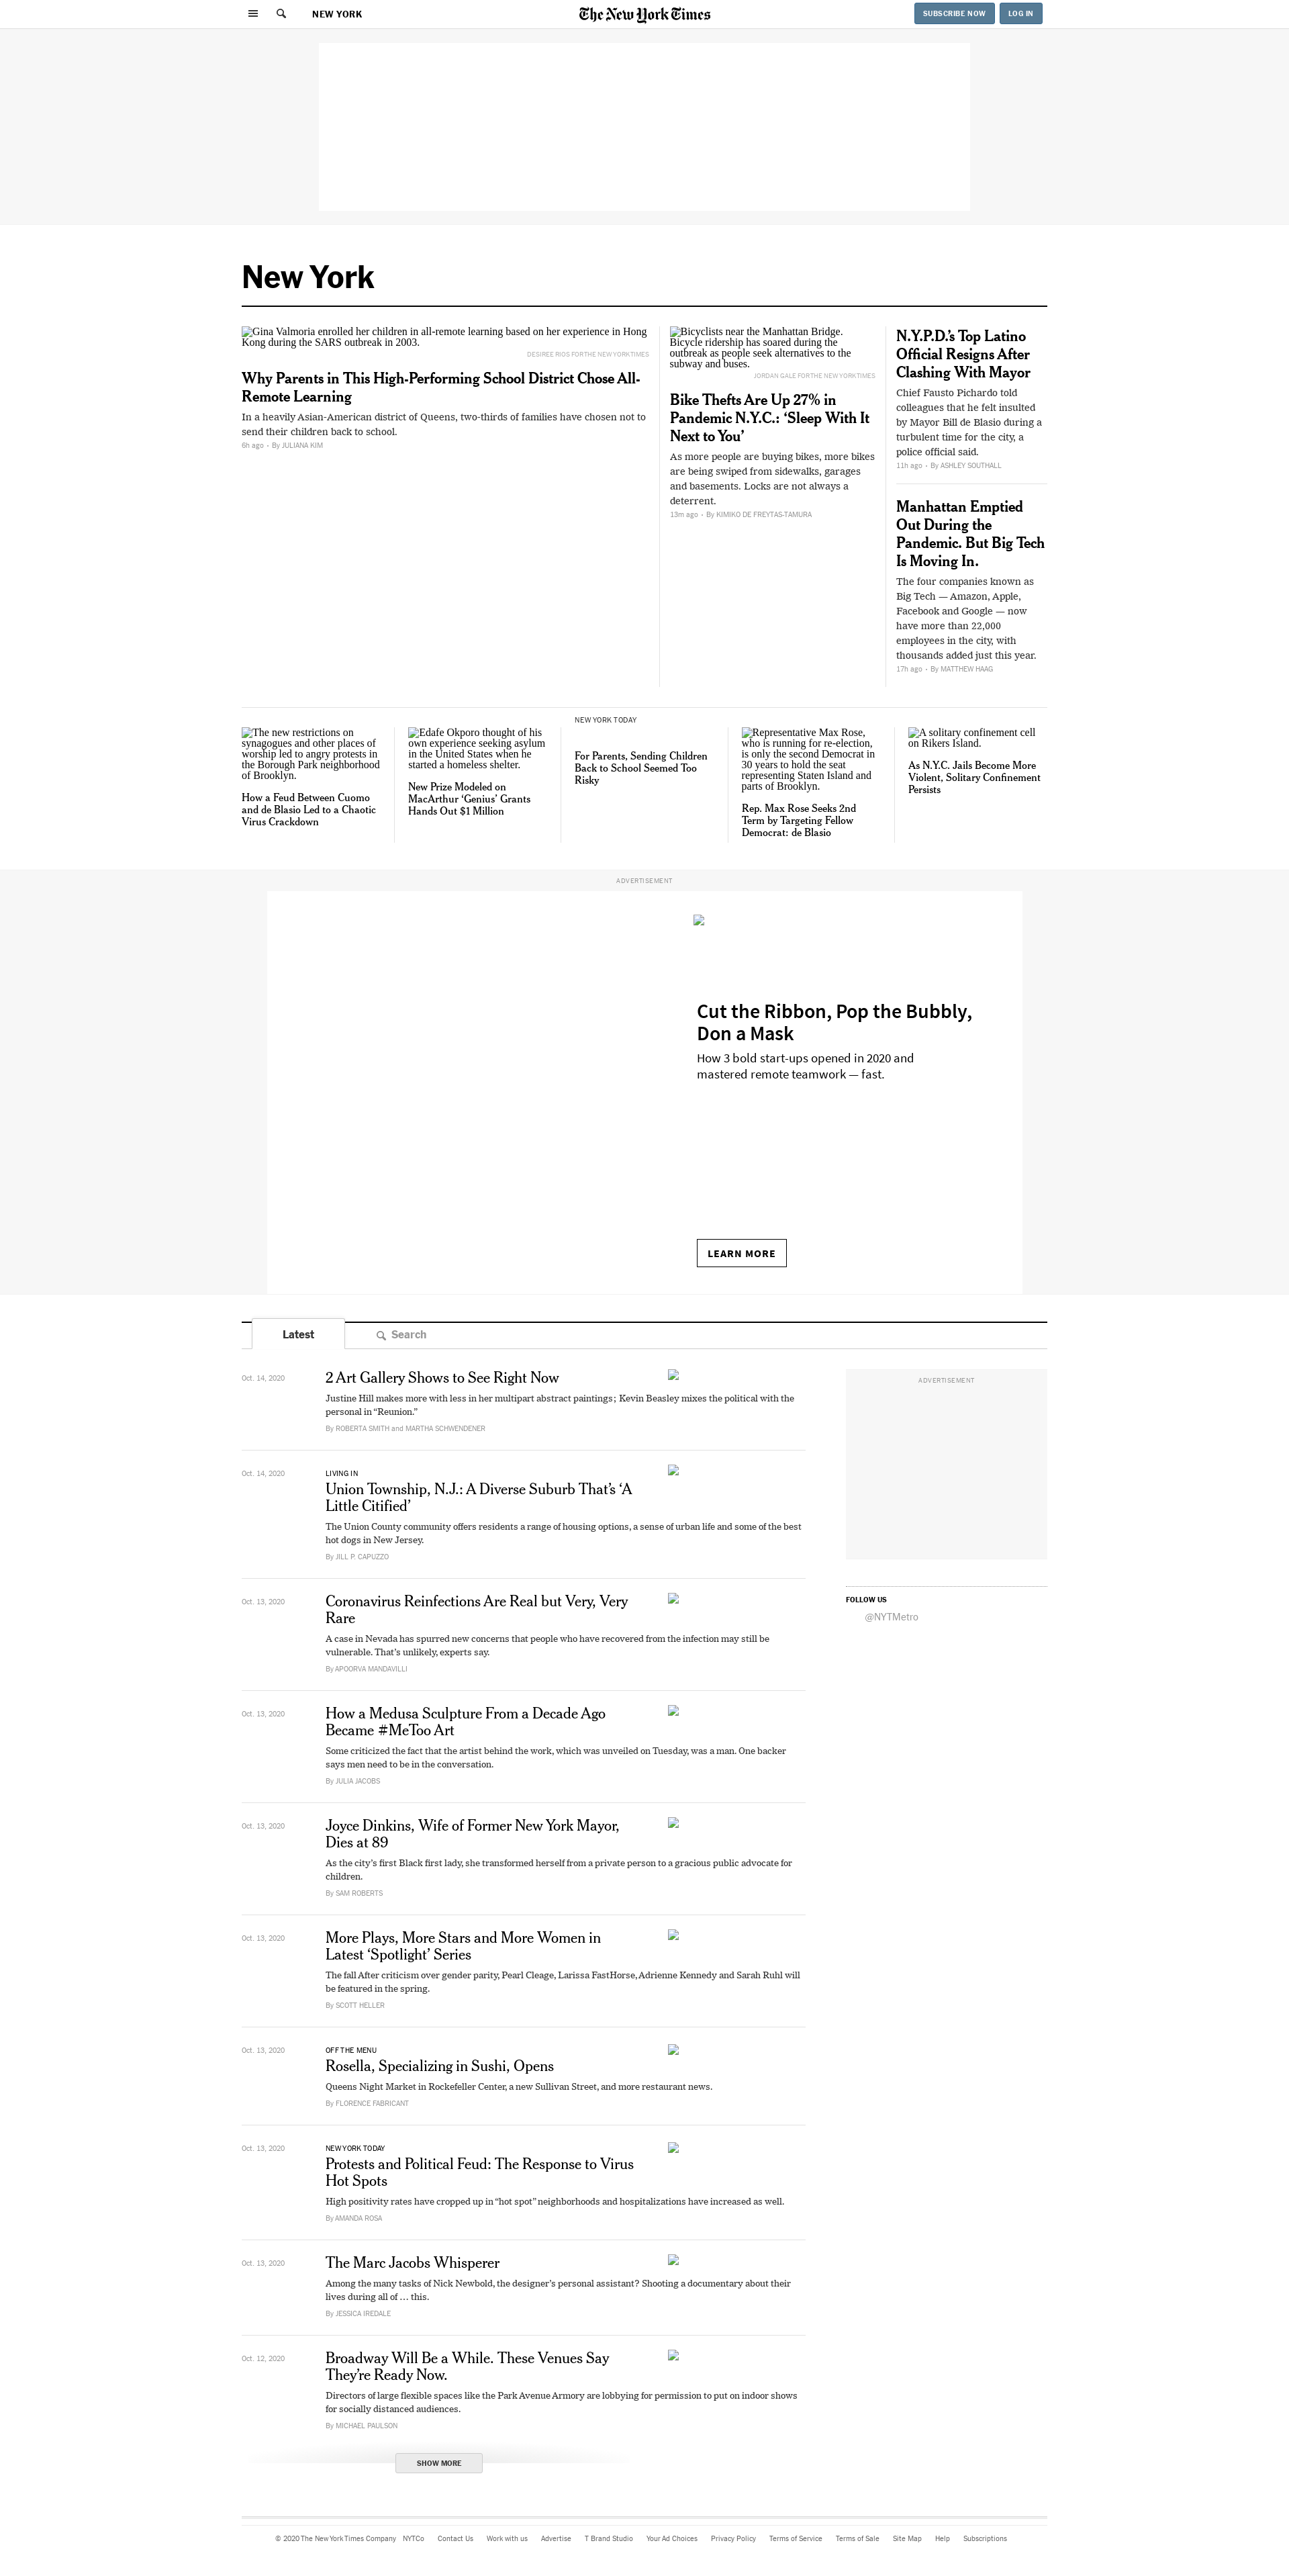 NEW YORK
The New York Times
SUBSCRIBE NOW
LOG IN
New York
Gina Valmoria enrolled her children in all-remote learning based on her experience in Hong
Kong during the SARS outbreak in 2003.
DESIREE RIOS FOR THE NEW YORK TIMES
Why Parents in This High-Performing School District Chose All-
Remote Learning
In a heavily Asian-American district of Queens, two-thirds of families have chosen not to
send their children back to school.
6h ago · By JULIANA KIM
Bicyclists near the Manhattan Bridge.
Bicycle ridership has soared during the
outbreak as people seek alternatives to the
subway and buses.
JORDAN GALE FOR THE NEW YORK TIMES
Bike Thefts Are Up 27% in
Pandemic N.Y.C.: ‘Sleep With It
Next to You’
As more people are buying bikes, more bikes
are being swiped from sidewalks, garages
and basements. Locks are not always a
deterrent.
13m ago · By KIMIKO DE FREYTAS-TAMURA
N.Y.P.D.’s Top Latino
Official Resigns After
Clashing With Mayor
Chief Fausto Pichardo told
colleagues that he felt insulted
by Mayor Bill de Blasio during a
turbulent time for the city, a
police official said.
11h ago · By ASHLEY SOUTHALL
Manhattan Emptied
Out During the
Pandemic. But Big Tech
Is Moving In.
The four companies known as
Big Tech — Amazon, Apple,
Facebook and Google — now
have more than 22,000
employees in the city, with
thousands added just this year.
17h ago · By MATTHEW HAAG
The new restrictions on
synagogues and other places of
worship led to angry protests in
the Borough Park neighborhood
of Brooklyn.
How a Feud Between Cuomo
and de Blasio Led to a Chaotic
Virus Crackdown
Edafe Okporo thought of his
own experience seeking asylum
in the United States when he
started a homeless shelter.
New Prize Modeled on
MacArthur ‘Genius’ Grants
Hands Out $1 Million
NEW YORK TODAY
For Parents, Sending Children
Back to School Seemed Too
Risky
Representative Max Rose,
who is running for re-election,
is only the second Democrat in
30 years to hold the seat
representing Staten Island and
parts of Brooklyn.
Rep. Max Rose Seeks 2nd
Term by Targeting Fellow
Democrat: de Blasio
A solitary confinement cell
on Rikers Island.
As N.Y.C. Jails Become More
Violent, Solitary Confinement
Persists
ADVERTISEMENT
Cut the Ribbon, Pop the Bubbly,
Don a Mask
How 3 bold start-ups opened in 2020 and
mastered remote teamwork — fast.
LEARN MORE
Latest
Search
Oct. 14, 2020
2 Art Gallery Shows to See Right Now
Justine Hill makes more with less in her multipart abstract paintings; Kevin Beasley mixes the political with the
personal in “Reunion.”
By ROBERTA SMITH and MARTHA SCHWENDENER
ADVERTISEMENT
Oct. 14, 2020
LIVING IN
Union Township, N.J.: A Diverse Suburb That’s ‘A
Little Citified’
The Union County community offers residents a range of housing options, a sense of urban life and some of the best
hot dogs in New Jersey.
By JILL P. CAPUZZO
FOLLOW US
@NYTMetro
Oct. 13, 2020
Coronavirus Reinfections Are Real but Very, Very
Rare
A case in Nevada has spurred new concerns that people who have recovered from the infection may still be
vulnerable. That’s unlikely, experts say.
By APOORVA MANDAVILLI
Oct. 13, 2020
How a Medusa Sculpture From a Decade Ago
Became #MeToo Art
Some criticized the fact that the artist behind the work, which was unveiled on Tuesday, was a man. One backer
says men need to be in the conversation.
By JULIA JACOBS
Oct. 13, 2020
Joyce Dinkins, Wife of Former New York Mayor,
Dies at 89
As the city’s first Black first lady, she transformed herself from a private person to a gracious public advocate for
children.
By SAM ROBERTS
Oct. 13, 2020
More Plays, More Stars and More Women in
Latest ‘Spotlight’ Series
The fall After criticism over gender parity, Pearl Cleage, Larissa FastHorse, Adrienne Kennedy and Sarah Ruhl will
be featured in the spring.
By SCOTT HELLER
Oct. 13, 2020
OFF THE MENU
Rosella, Specializing in Sushi, Opens
Queens Night Market in Rockefeller Center, a new Sullivan Street, and more restaurant news.
By FLORENCE FABRICANT
Oct. 13, 2020
NEW YORK TODAY
Protests and Political Feud: The Response to Virus
Hot Spots
High positivity rates have cropped up in “hot spot” neighborhoods and hospitalizations have increased as well.
By AMANDA ROSA
Oct. 13, 2020
The Marc Jacobs Whisperer
Among the many tasks of Nick Newbold, the designer’s personal assistant? Shooting a documentary about their
lives during all of … this.
By JESSICA IREDALE
Oct. 12, 2020
Broadway Will Be a While. These Venues Say
They’re Ready Now.
Directors of large flexible spaces like the Park Avenue Armory are lobbying for permission to put on indoor shows
for socially distanced audiences.
By MICHAEL PAULSON
SHOW MORE
© 2020 The New York Times Company NYTCo Contact Us Work with us Advertise T Brand Studio Your Ad Choices Privacy Policy Terms of Service Terms of Sale Site Map Help Subscriptions